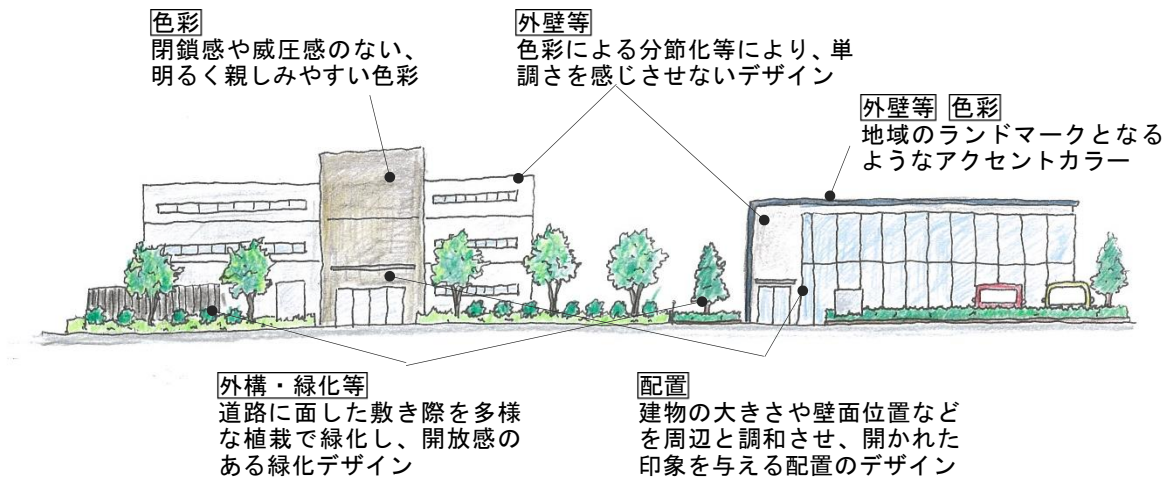 色彩
閉鎖感や威圧感のない、
明るく親しみやすい色彩
外壁等
色彩による分節化等により、単
調さを感じさせないデザイン
外壁等 色彩
地域のランドマークとなる
ようなアクセントカラー
外構・緑化等
道路に面した敷き際を多様
な植栽で緑化し、開放感の
ある緑化デザイン
配置
建物の大きさや壁面位置など
を周辺と調和させ、開かれた
印象を与える配置のデザイン